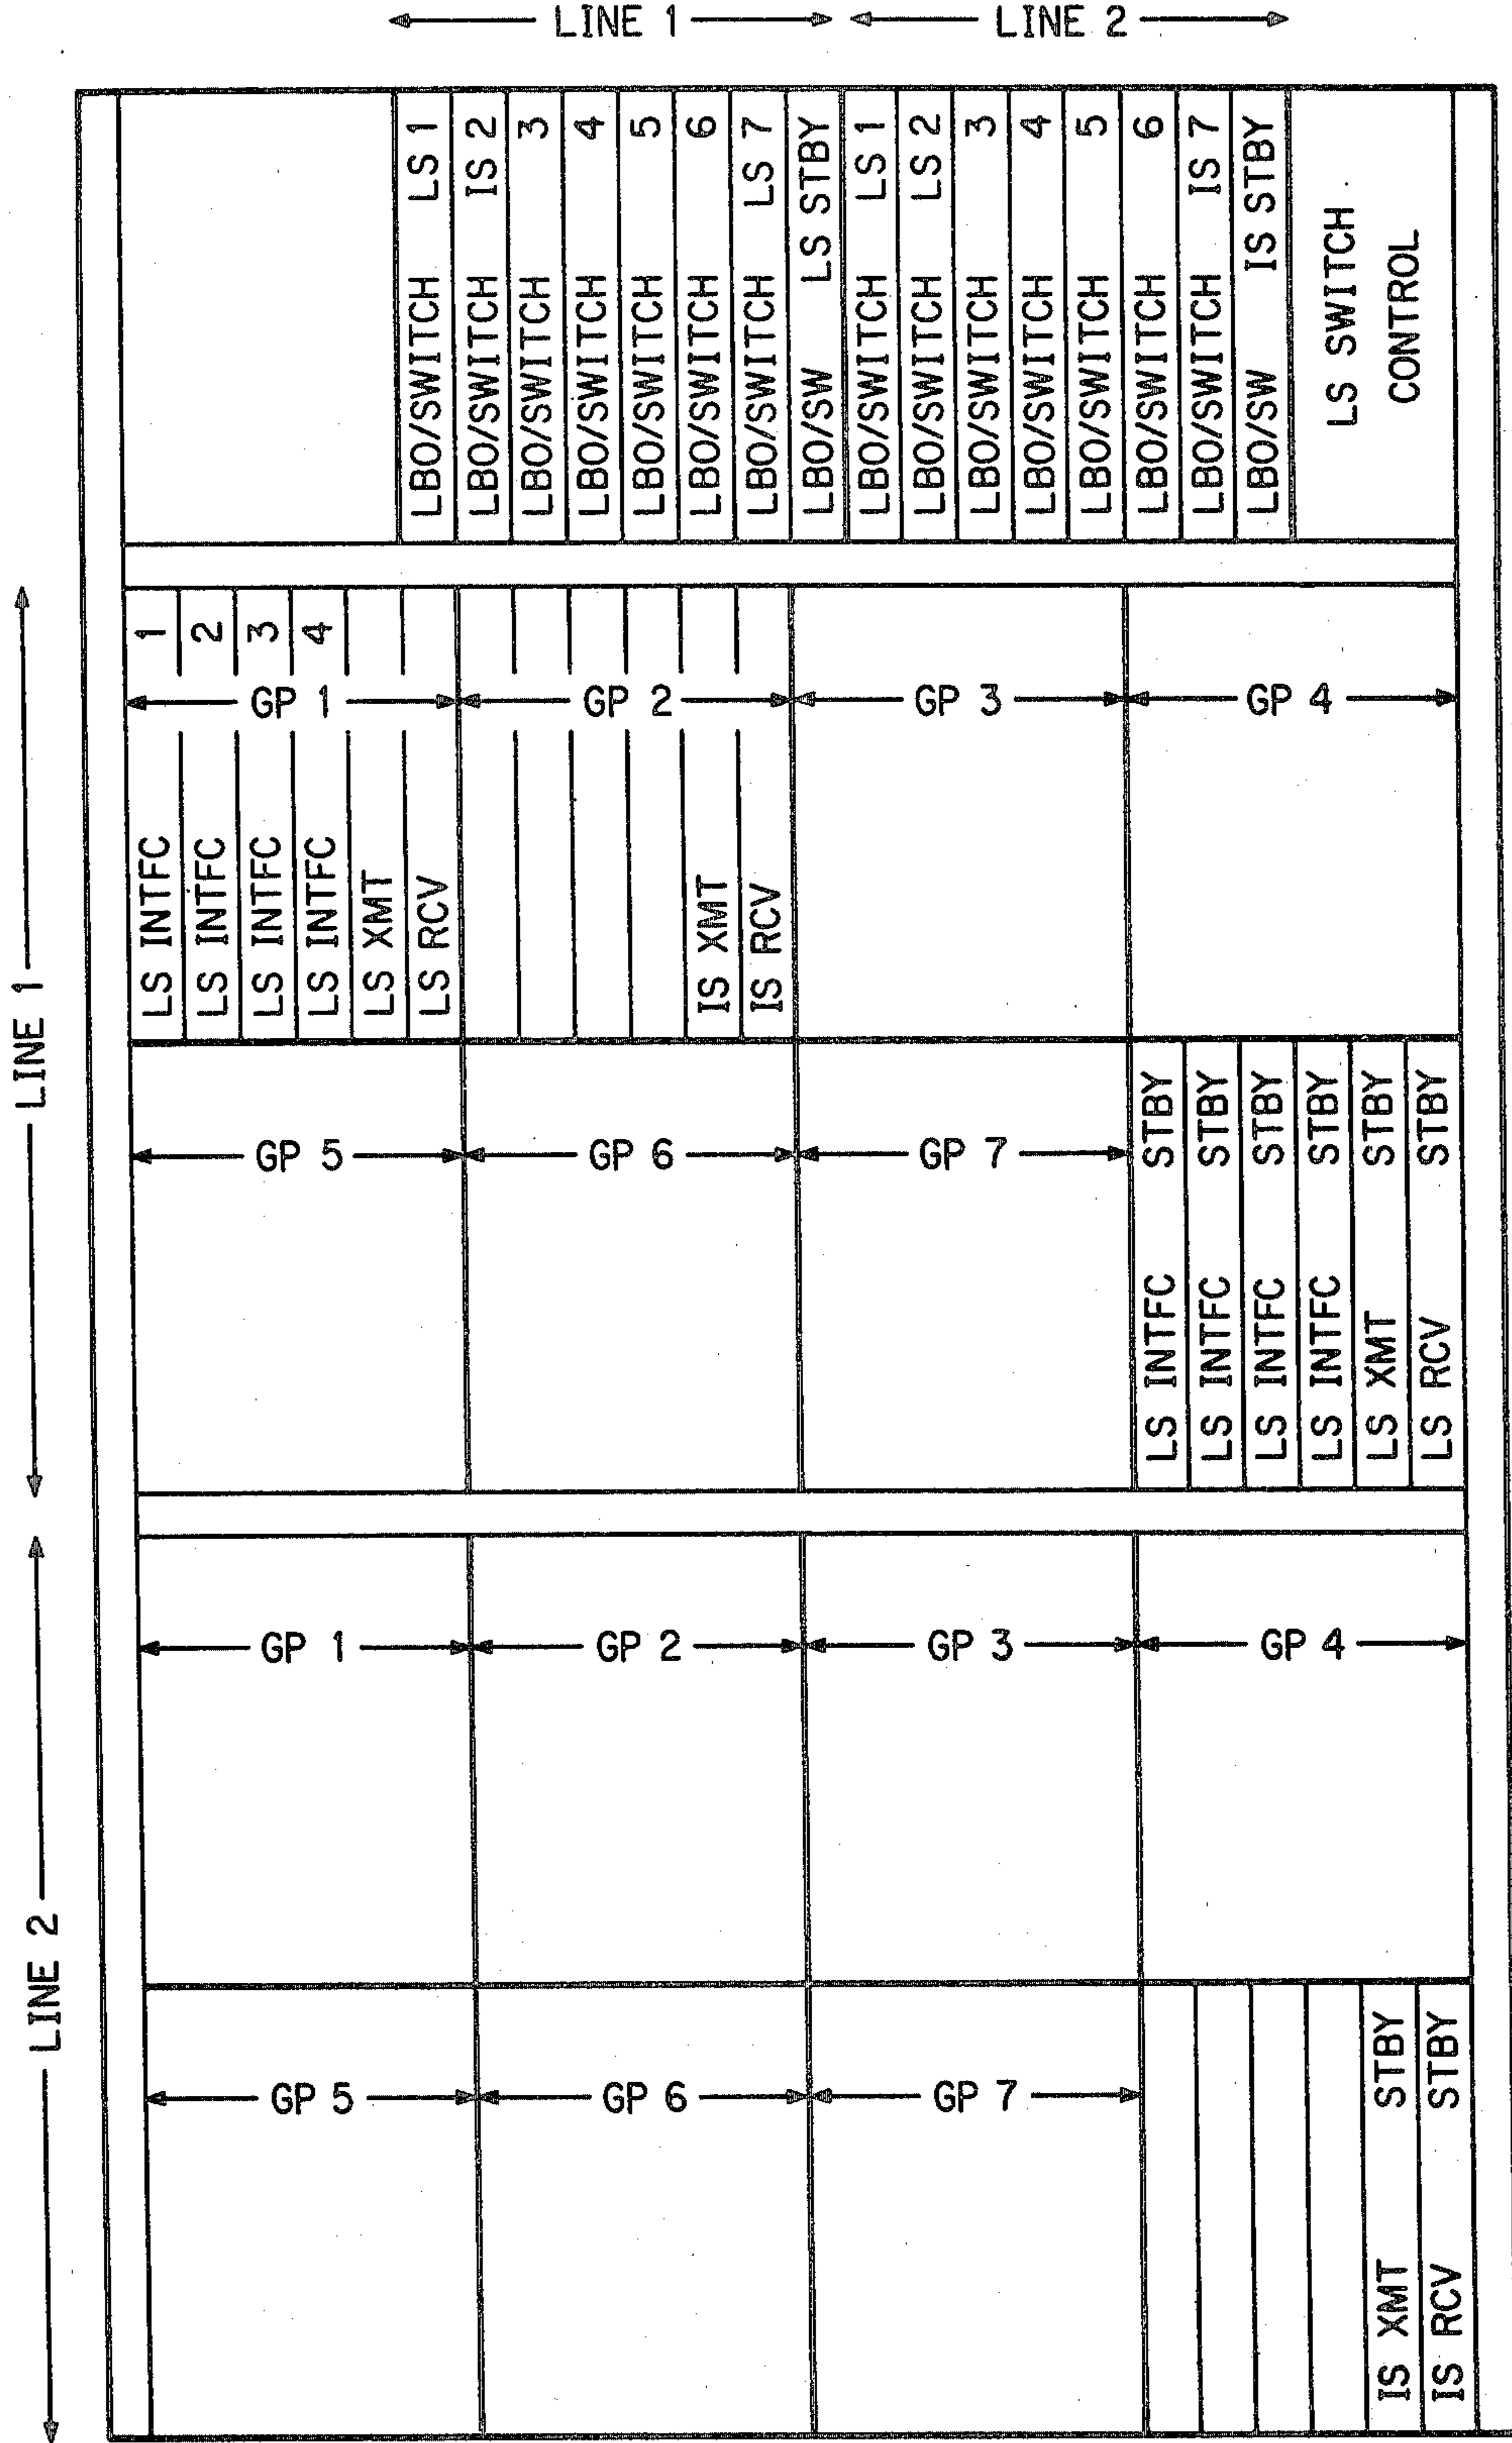 LINE 1
LINE 2
LBO/SWITCH LS 1
LBO/SWITCH IS 2
LBO/SWITCH 3
LBO/SWITCH 4
LBO/SWITCH 5
LBO/SWITCH 6
LBO/SWITCH LS 7
LBO/SW LS STBY
LBO/SWITCH LS 1
LBO/SWITCH LS 2
LBO/SWITCH 3
LBO/SWITCH 4
LBO/SWITCH 5
LBO/SWITCH 6
LBO/SWITCH IS 7
LBO/SW IS STBY
LS SWITCH
CONTROL
LINE 1
LS INTFC 1
LS INTFC 2
LS INTFC 3
LS INTFC 4
LS XMT
LS RCV
GP 1
GP 2
IS XMT
IS RCV
GP 3
GP 4
GP 5
GP 6
GP 7
LS INTFC STBY
LS INTFC STBY
LS INTFC STBY
LS INTFC STBY
LS XMT STBY
LS RCV STBY
LINE 2
GP 1
GP 2
GP 3
GP 4
GP 5
GP 6
GP 7
IS XMT STBY
IS RCV STBY